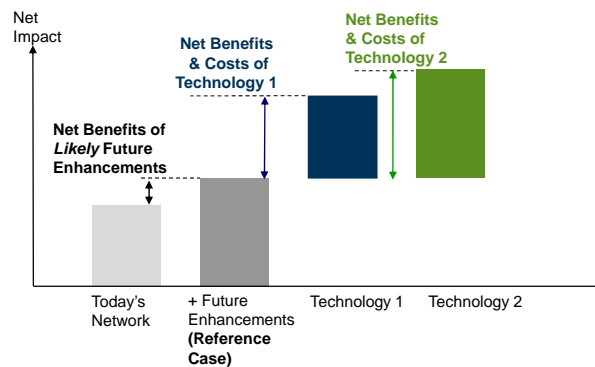 Net
Impact
Net Benefits
& Costs of
Technology 1
Net Benefits
& Costs of
Technology 2
Net Benefits of
Likely Future
Enhancements
Today's
Network
+ Future
Enhancements
(Reference
Case)
Technology 1
Technology 2